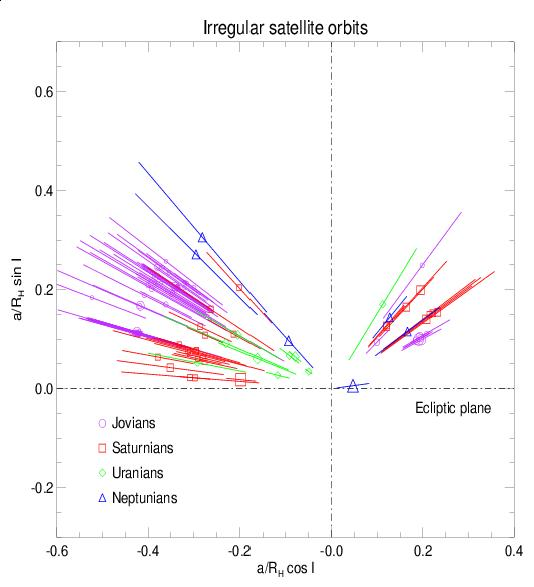 Irregular satellite orbits
a/R_H sin I
0.6
0.4
0.2
0.0
-0.2
Ecliptic plane
Jovians
Saturnians
Uranians
Neptunians
-0.6 -0.4 -0.2 -0.0 0.2 0.4
a/R_H cos I